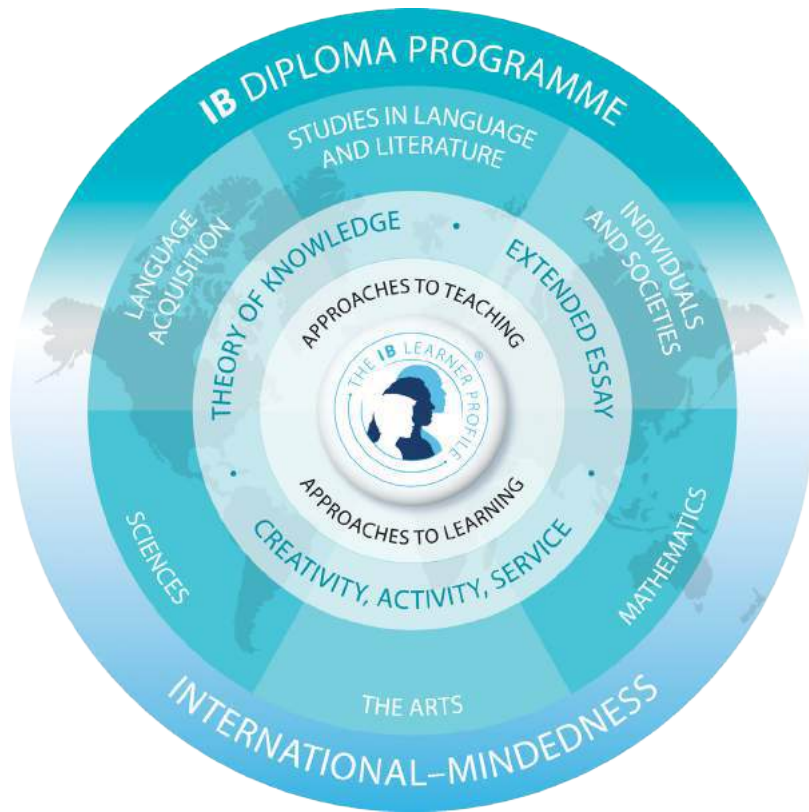 IB DIPLOMA PROGRAMME
STUDIES IN LANGUAGE
AND LITERATURE
LANGUAGE
ACQUISITION
INDIVIDUALS
AND SOCIETIES
THEORY OF KNOWLEDGE
•
EXTENDED ESSAY
APPROACHES TO TEACHING
THE IB LEARNER PROFILE®
APPROACHES TO LEARNING
•
•
CREATIVITY, ACTIVITY, SERVICE
SCIENCES
MATHEMATICS
THE ARTS
INTERNATIONAL–MINDEDNESS